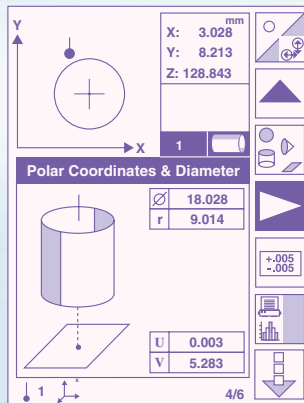 Y
mm
X: 3.028
Y: 8.213
Z: 128.843
X
1
Polar Coordinates & Diameter
Ø 18.028
r 9.014
+.005
-.005
U 0.003
V 5.283
1
4/6